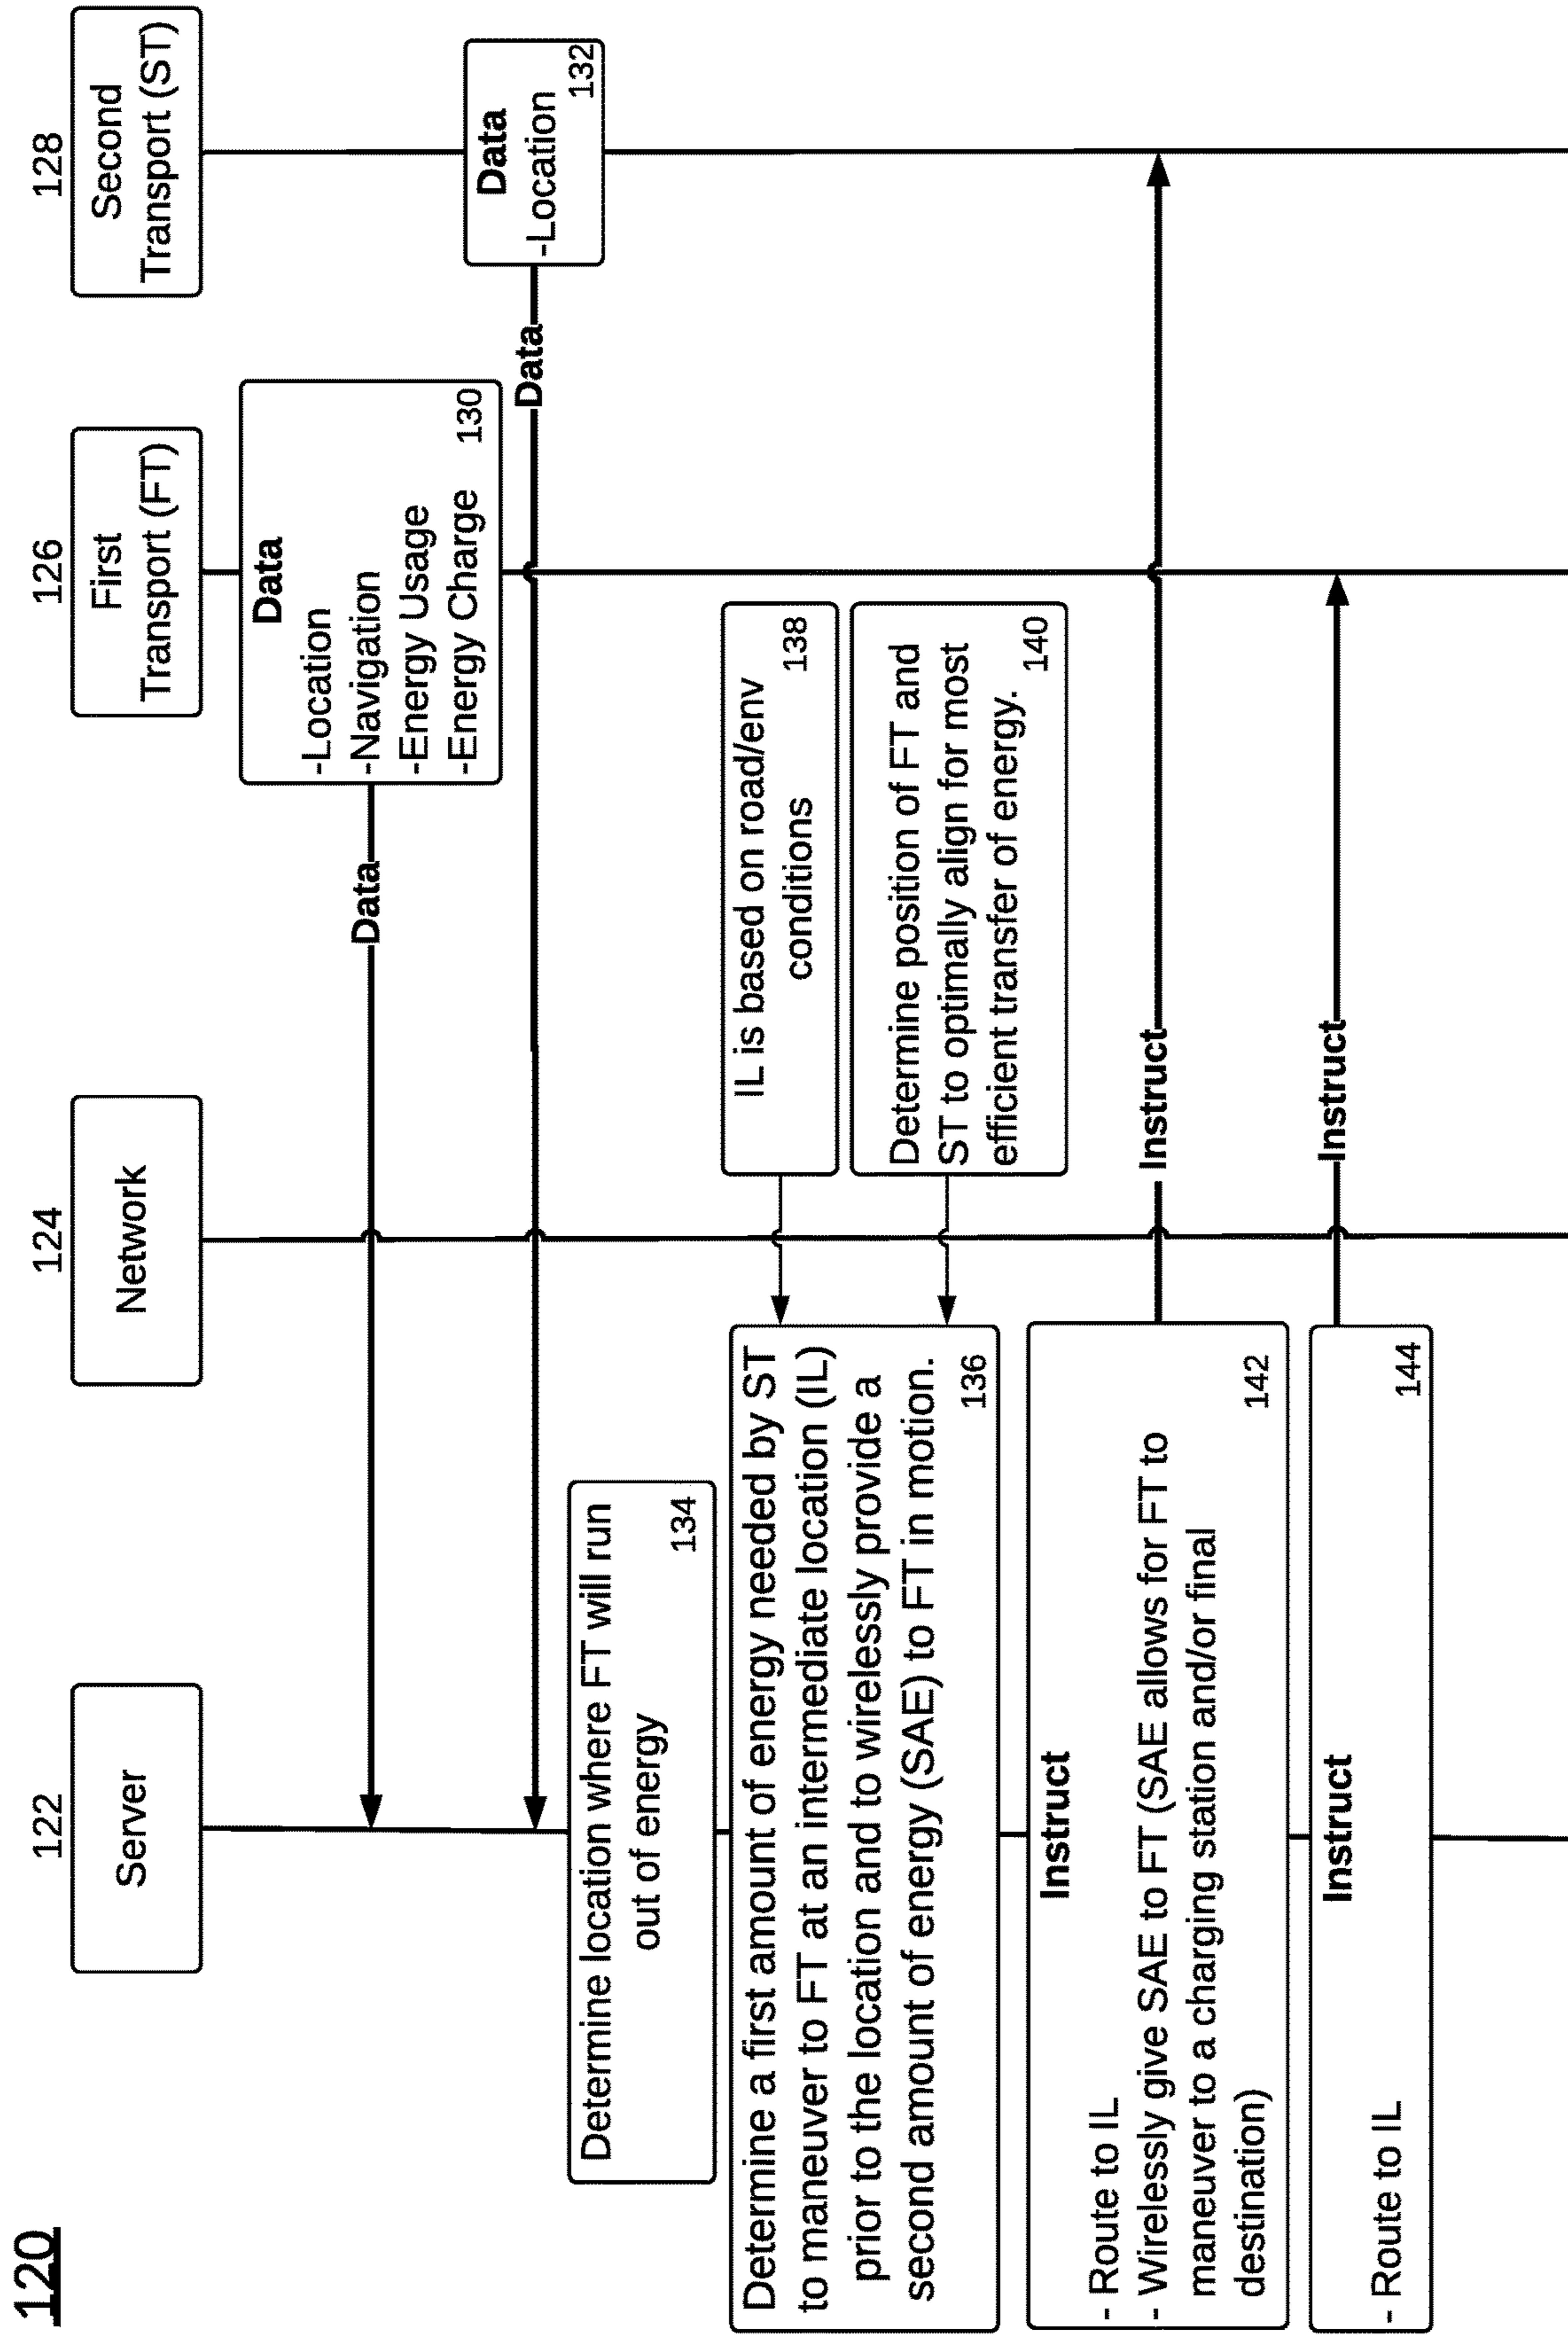 120
122
Server
124
Network
126
First
Transport (FT)
128
Second
Transport (ST)
Data
-Location
-Navigation
-Energy Usage
-Energy Charge
130
Data
Data
-Location
132
Data
Determine location where FT will run
out of energy
134
Determine a first amount of energy needed by ST
to maneuver to FT at an intermediate location (IL)
prior to the location and to wirelessly provide a
second amount of energy (SAE) to FT in motion.
136
IL is based on road/env
conditions
138
Determine position of FT and
ST to optimally align for most
efficient transfer of energy.
140
Instruct
- Route to IL
- Wirelessly give SAE to FT (SAE allows for FT to
maneuver to a charging station and/or final
destination)
142
Instruct
Instruct
- Route to IL
144
Instruct